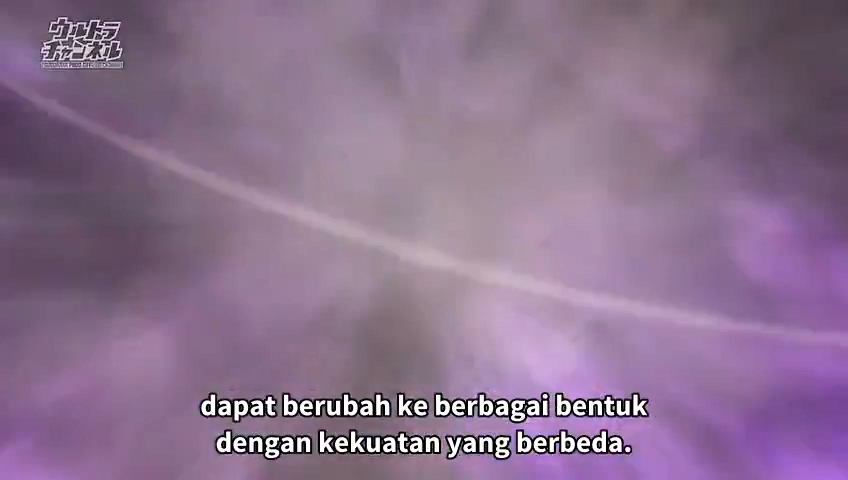 ウルトラ
チャンネル
dapat berubah ke berbagai bentuk
dengan kekuatan yang berbeda.